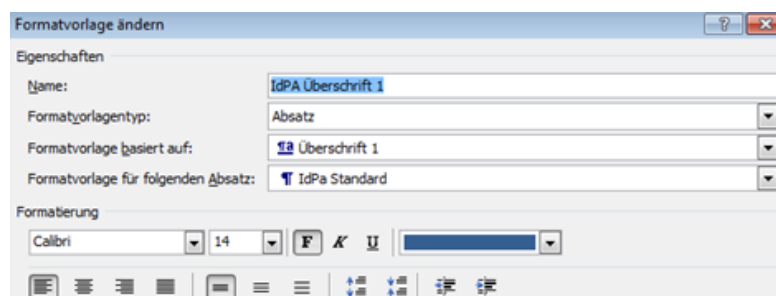 Formatvorlage ändern
Eigenschaften
Name: IdPA Überschrift 1
Formatvorlagentyp: Absatz
Formatvorlage basiert auf: ¶a Überschrift 1
Formatvorlage für folgenden Absatz: ¶ IdPa Standard
Formatierung
Calibri 14 F K U